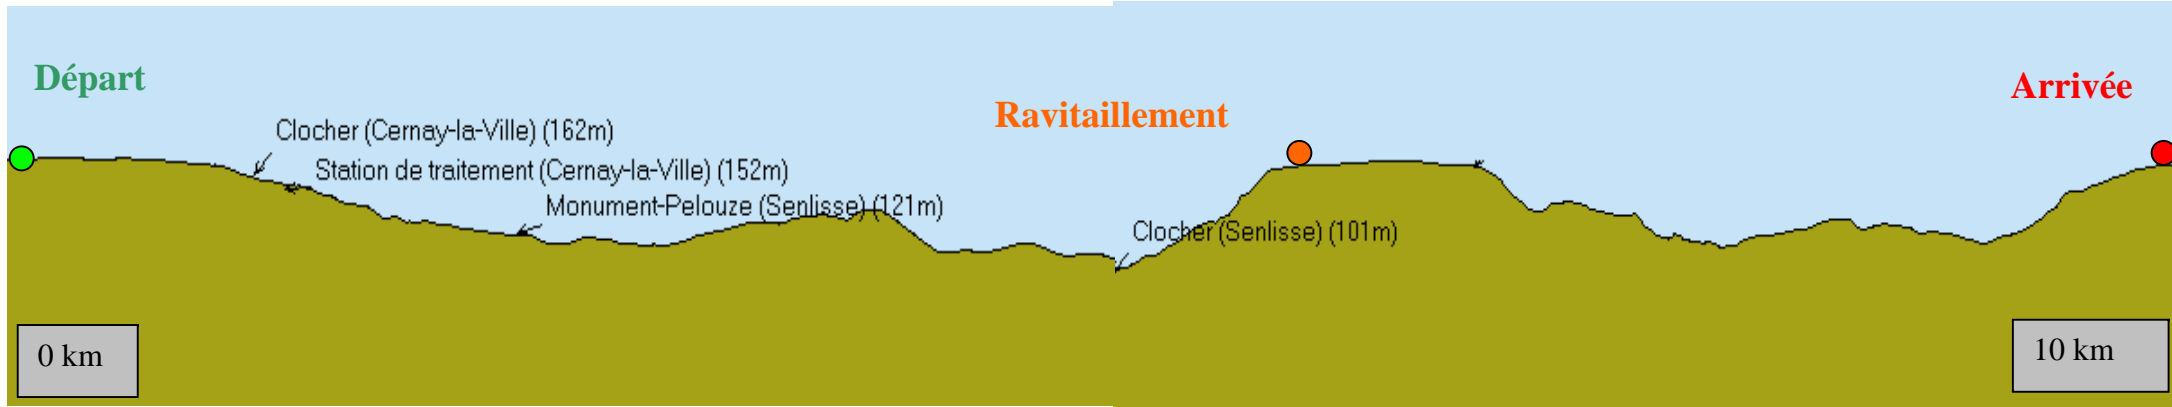 Départ
Clocher (Cernay-la-Ville) (162m)
Station de traitement (Cernay-la-Ville) (152m)
Monument-Pelouze (Senlisse) (121m)
Ravitaillement
Clocher (Senlisse) (101m)
Arrivée
0 km
10 km